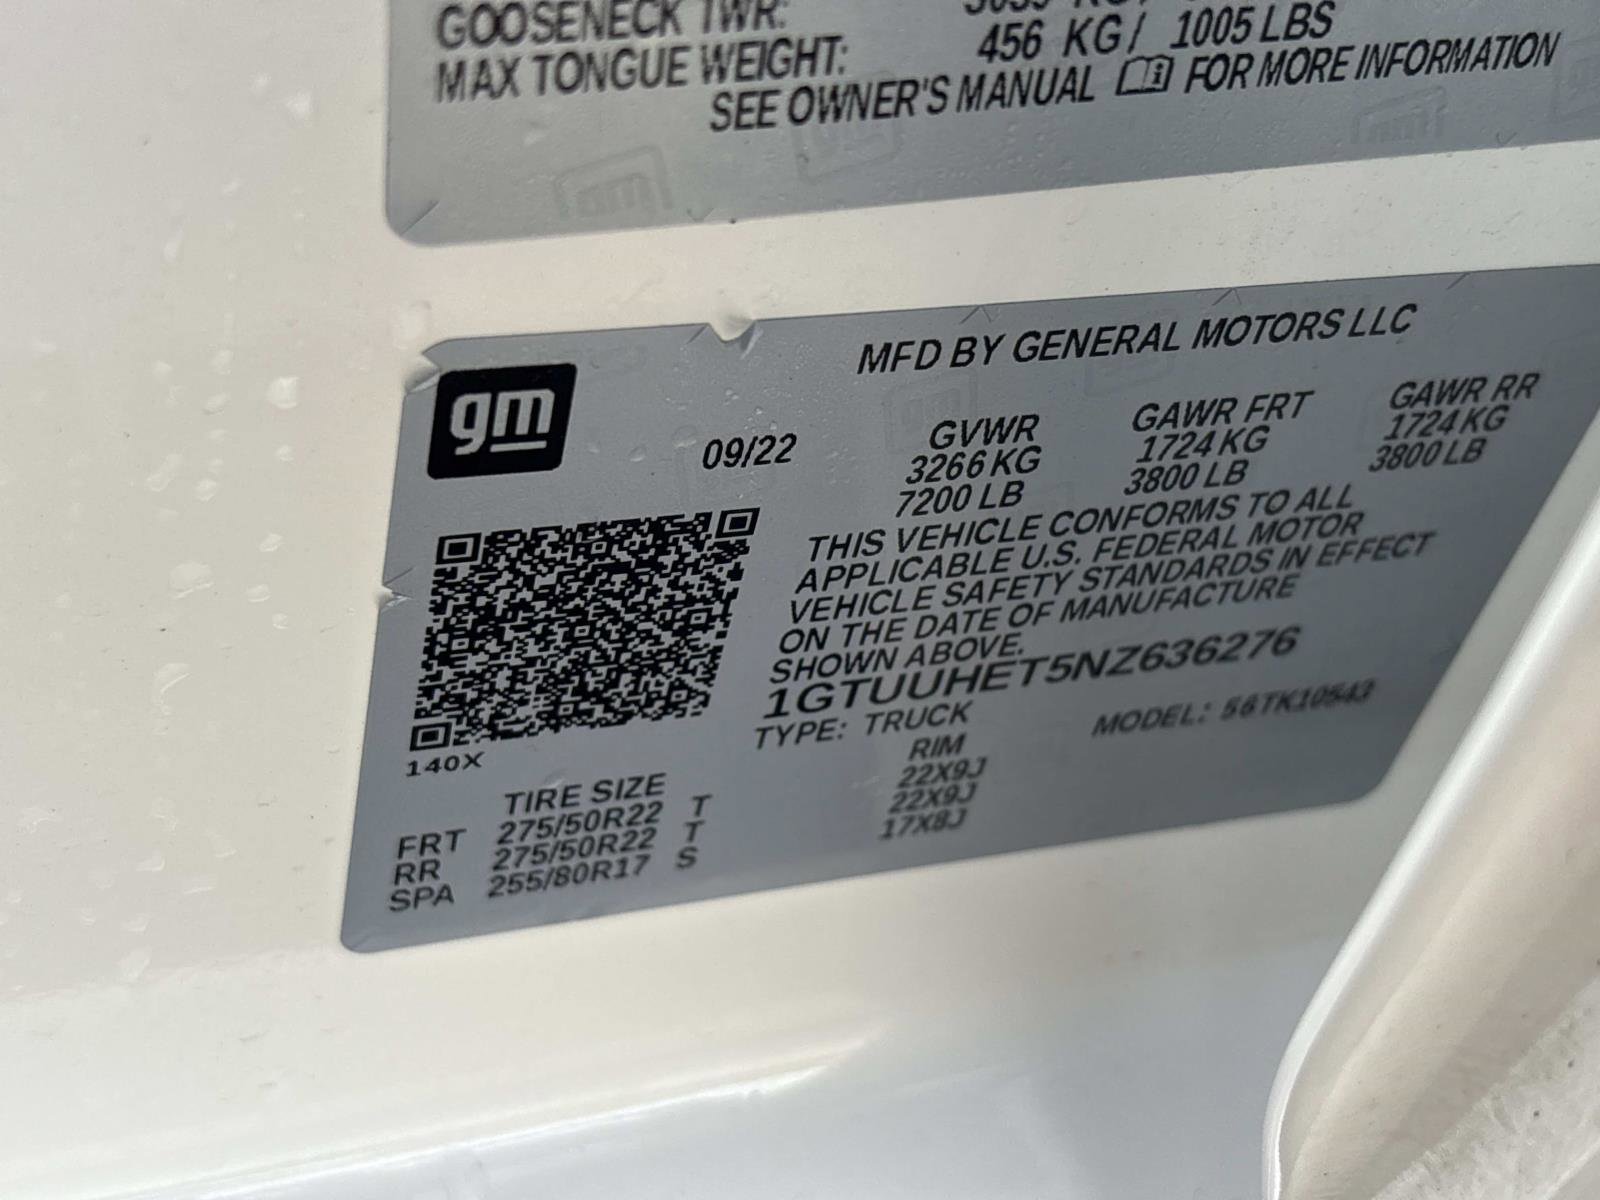 GOOSENECK TWR:
MAX TONGUE WEIGHT: 456 KG / 1005 LBS
SEE OWNER'S MANUAL FOR MORE INFORMATION
gm
MFD BY GENERAL MOTORS LLC
09/22
GVWR GAWR FRT GAWR RR
3266 KG 1724 KG 1724 KG
7200 LB 3800 LB 3800 LB
THIS VEHICLE CONFORMS TO ALL
APPLICABLE U.S. FEDERAL MOTOR
VEHICLE SAFETY STANDARDS IN EFFECT
ON THE DATE OF MANUFACTURE
SHOWN ABOVE.
1GTUUHET5NZ636276
TYPE: TRUCK MODEL: 56TK10543
140X
TIRE SIZE RIM
FRT 275/50R22 T 22X9J
RR 275/50R22 T 22X9J
SPA 255/80R17 S 17X8J